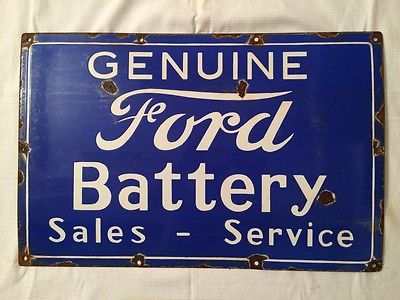 GENUINE
Ford
Battery
Sales - Service